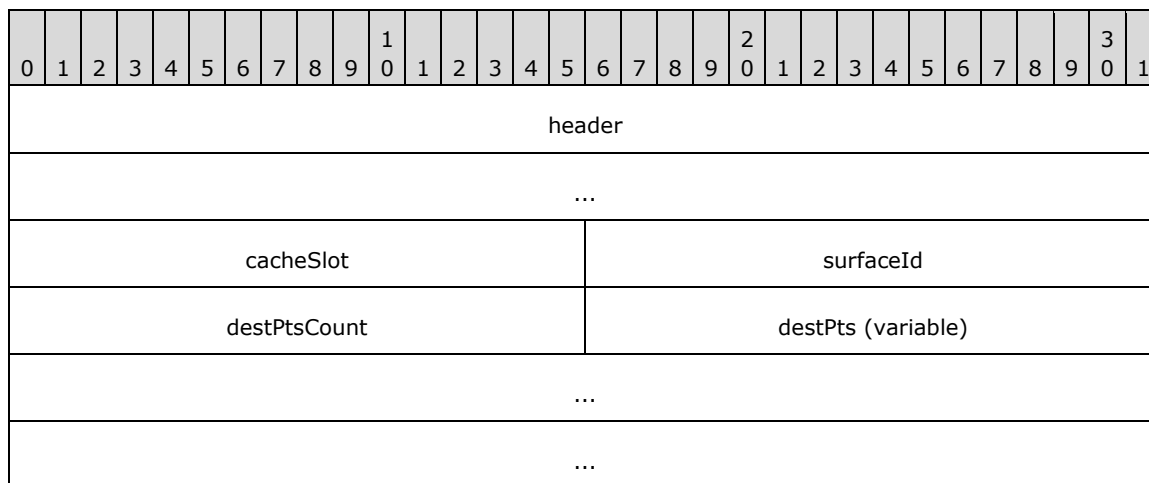 1 2 3
0 1 2 3 4 5 6 7 8 9 0 1 2 3 4 5 6 7 8 9 0 1 2 3 4 5 6 7 8 9 0 1
header
...
cacheSlot surfaceId
destPtsCount destPts (variable)
...
...